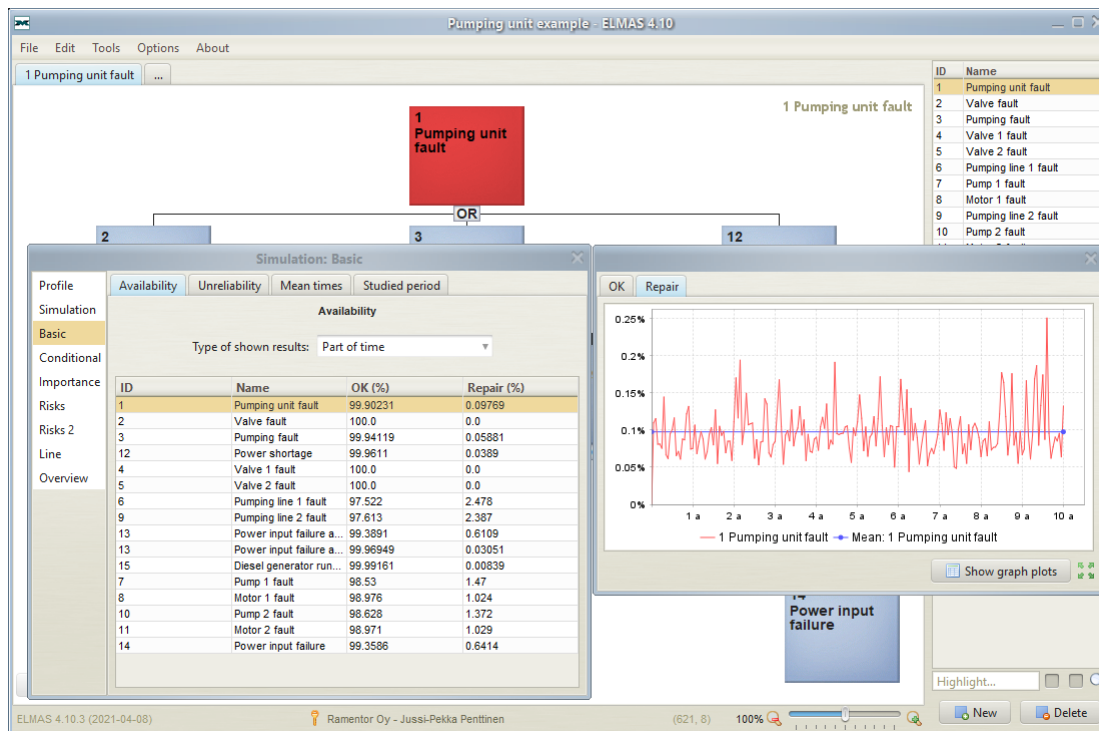 Pumping unit example - ELMAS 4.10
File Edit Tools Options About
1 Pumping unit fault ...
1 Pumping unit fault
1
Pumping unit
fault
OR
2
3
12
ID Name
1 Pumping unit fault
2 Valve fault
3 Pumping fault
4 Valve 1 fault
5 Valve 2 fault
6 Pumping line 1 fault
7 Pump 1 fault
8 Motor 1 fault
9 Pumping line 2 fault
10 Pump 2 fault
Simulation: Basic
Profile
Simulation
Basic
Conditional
Importance
Risks
Risks 2
Line
Overview
Availability Unreliability Mean times Studied period
Availability
Type of shown results: Part of time
ID Name OK (%) Repair (%)
1 Pumping unit fault 99.90231 0.09769
2 Valve fault 100.0 0.0
3 Pumping fault 99.94119 0.05881
12 Power shortage 99.9611 0.0389
4 Valve 1 fault 100.0 0.0
5 Valve 2 fault 100.0 0.0
6 Pumping line 1 fault 97.522 2.478
9 Pumping line 2 fault 97.613 2.387
13 Power input failure a... 99.3891 0.6109
13 Power input failure a... 99.96949 0.03051
15 Diesel generator run... 99.99161 0.00839
7 Pump 1 fault 98.53 1.47
8 Motor 1 fault 98.976 1.024
10 Pump 2 fault 98.628 1.372
11 Motor 2 fault 98.971 1.029
14 Power input failure 99.3586 0.6414
OK Repair
0.25%
0.2%
0.15%
0.1%
0.05%
0%
1 a 2 a 3 a 4 a 5 a 6 a 7 a 8 a 9 a 10 a
1 Pumping unit fault Mean: 1 Pumping unit fault
Show graph plots
14
Power input
failure
Highlight...
New Delete
ELMAS 4.10.3 (2021-04-08) Ramentor Oy - Jussi-Pekka Penttinen (621, 8) 100%